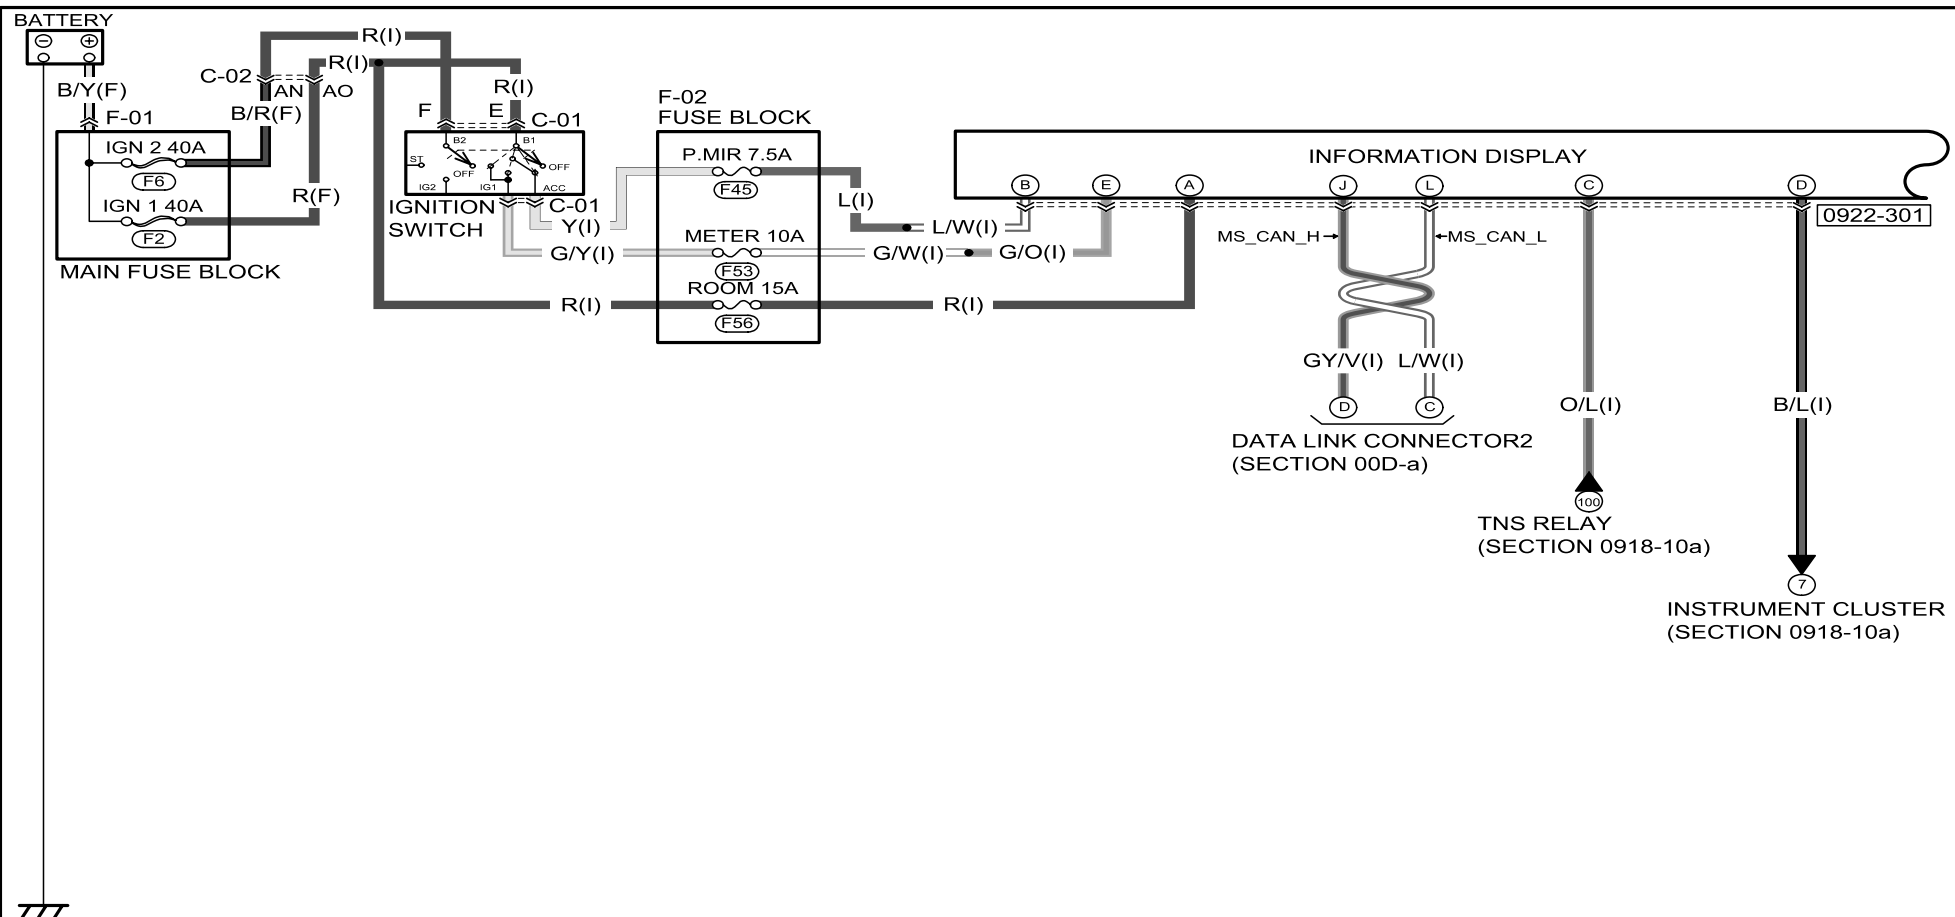 BATTERY
− +
B/Y(F)
F-01
IGN 2 40A
F6
IGN 1 40A
F2
MAIN FUSE BLOCK
C-02
AN AO
B/R(F)
R(F)
R(I)
R(I)
R(I)
F E C-01
B2 B1
ST
OFF OFF
IG2 IG1 ACC
IGNITION
SWITCH
C-01
Y(I)
G/Y(I)
R(I)
F-02
FUSE BLOCK
P.MIR 7.5A
F45
METER 10A
F53
ROOM 15A
F56
L(I)
L/W(I)
G/W(I) G/O(I)
R(I)
INFORMATION DISPLAY
B E A J L C D
0922-301
MS_CAN_H MS_CAN_L
GY/V(I) L/W(I)
D C
DATA LINK CONNECTOR2
(SECTION 00D-a)
O/L(I)
100
TNS RELAY
(SECTION 0918-10a)
B/L(I)
7
INSTRUMENT CLUSTER
(SECTION 0918-10a)